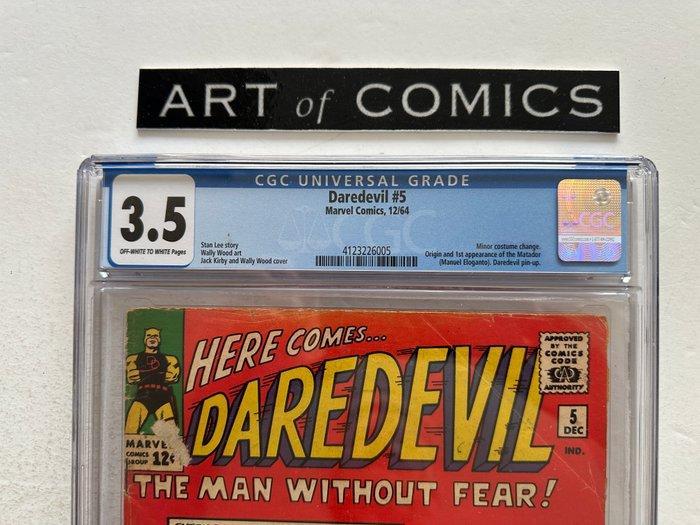 ART of COMICS
CGC UNIVERSAL GRADE
Daredevil #5
Marvel Comics, 12/64
3.5
OFF-WHITE TO WHITE Pages
Stan Lee story
Wally Wood art
Jack Kirby and Wally Wood cover
4123226005
Minor costume change.
Origin and 1st appearance of the Matador
(Manuel Eloganto). Daredevil pin-up.
CGC
HERE COMES...
DAREDEVIL
THE MAN WITHOUT FEAR!
DD
MARVE
COMICS
GROUP 12¢
APPROVED
BY THE
COMICS
CODE
AUTHORITY
5
DEC
IND.